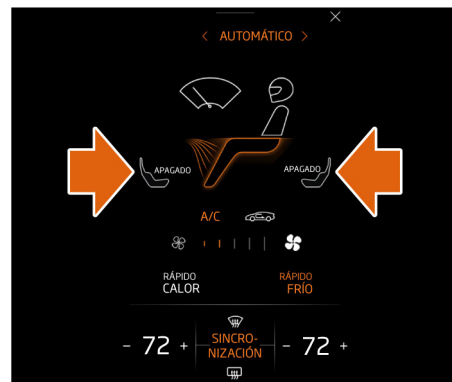 < AUTOMÁTICO >
APAGADO APAGADO
A/C
RÁPIDO RÁPIDO
CALOR FRÍO
- 72 + SINCRO- - 72 +
NIZACIÓN